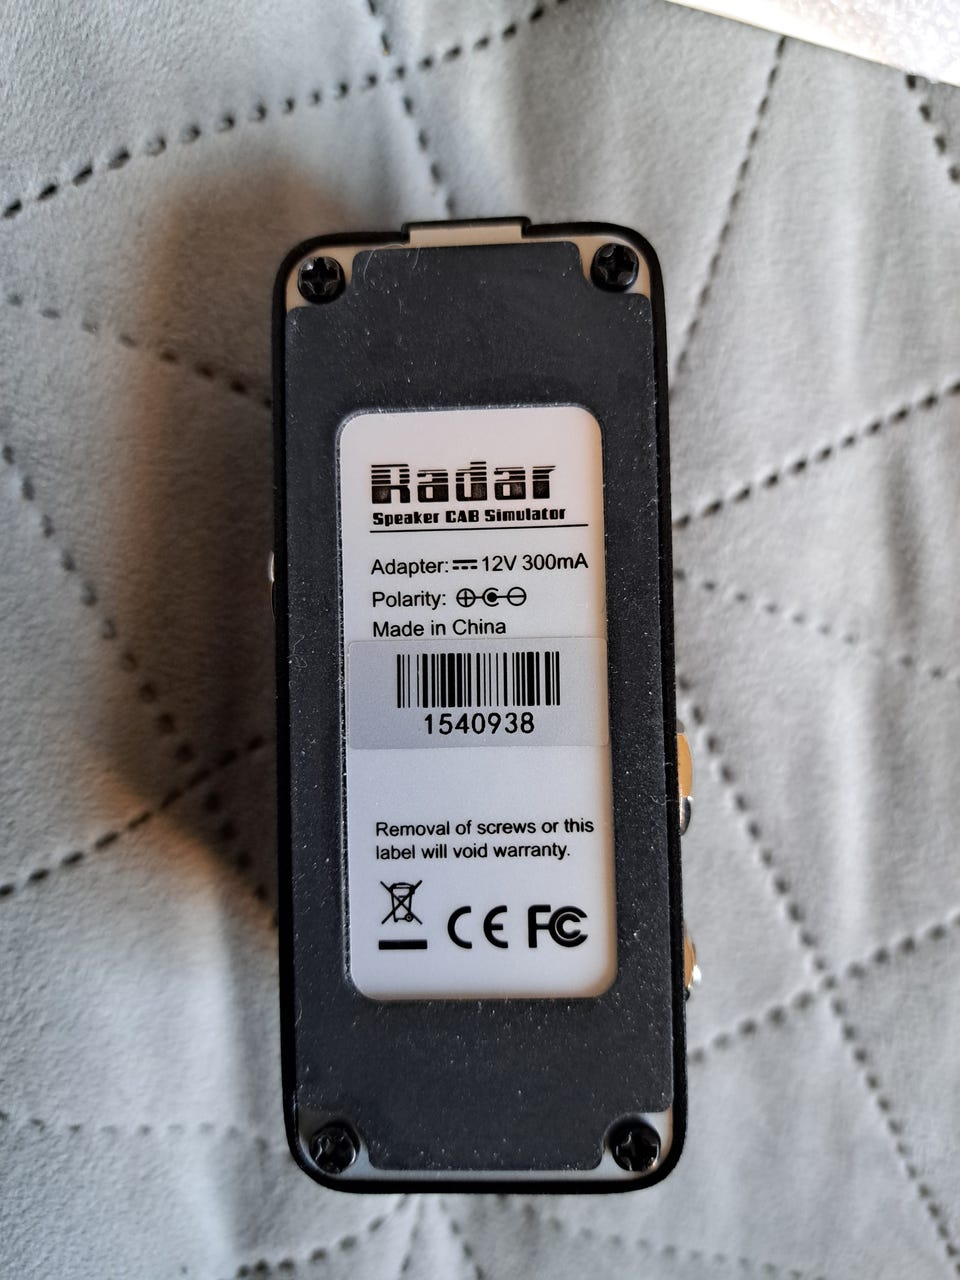 Radar
Speaker CAB Simulator
Adapter: 12V 300mA
Polarity:
Made in China
1540938
Removal of screws or this
label will void warranty.
CE FC